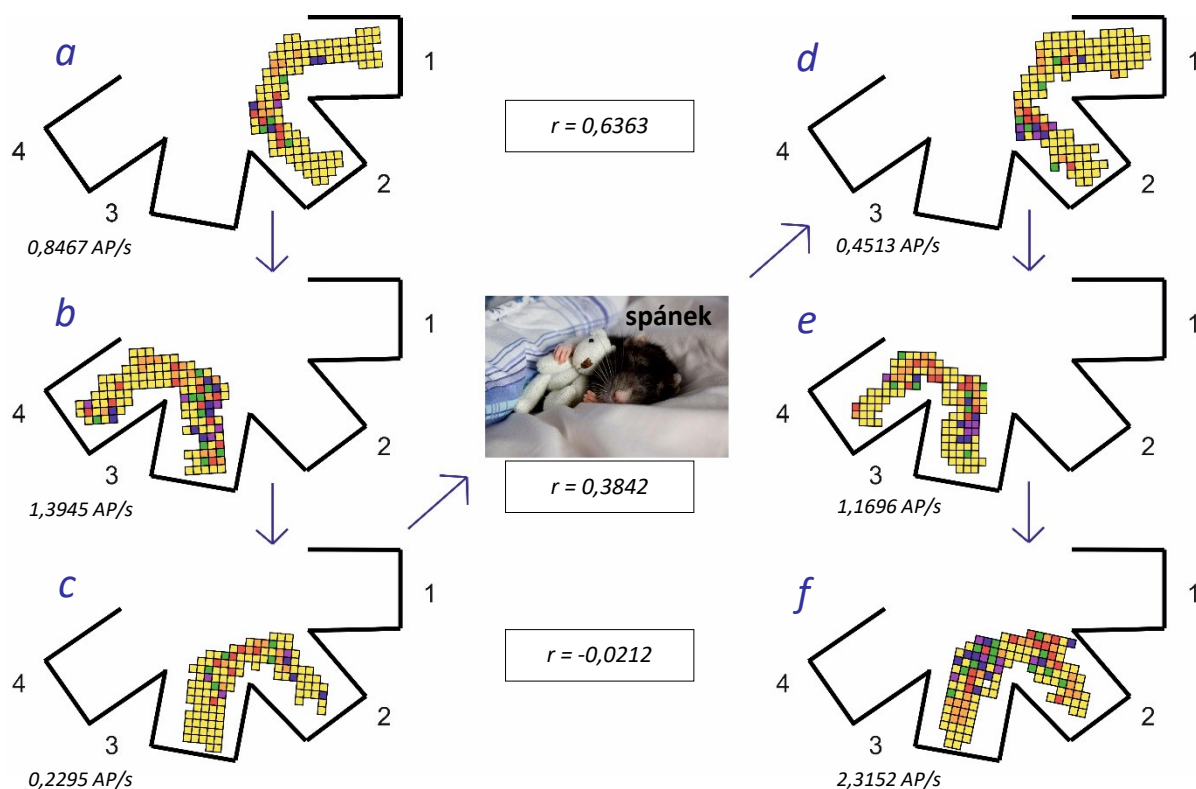 a
1
2
3
4
0,8467 AP/s
r = 0,6363
d
1
2
3
4
0,4513 AP/s
b
1
2
3
4
1,3945 AP/s
spánek
r = 0,3842
e
1
2
3
4
1,1696 AP/s
c
1
2
3
4
0,2295 AP/s
r = -0,0212
f
1
2
3
4
2,3152 AP/s